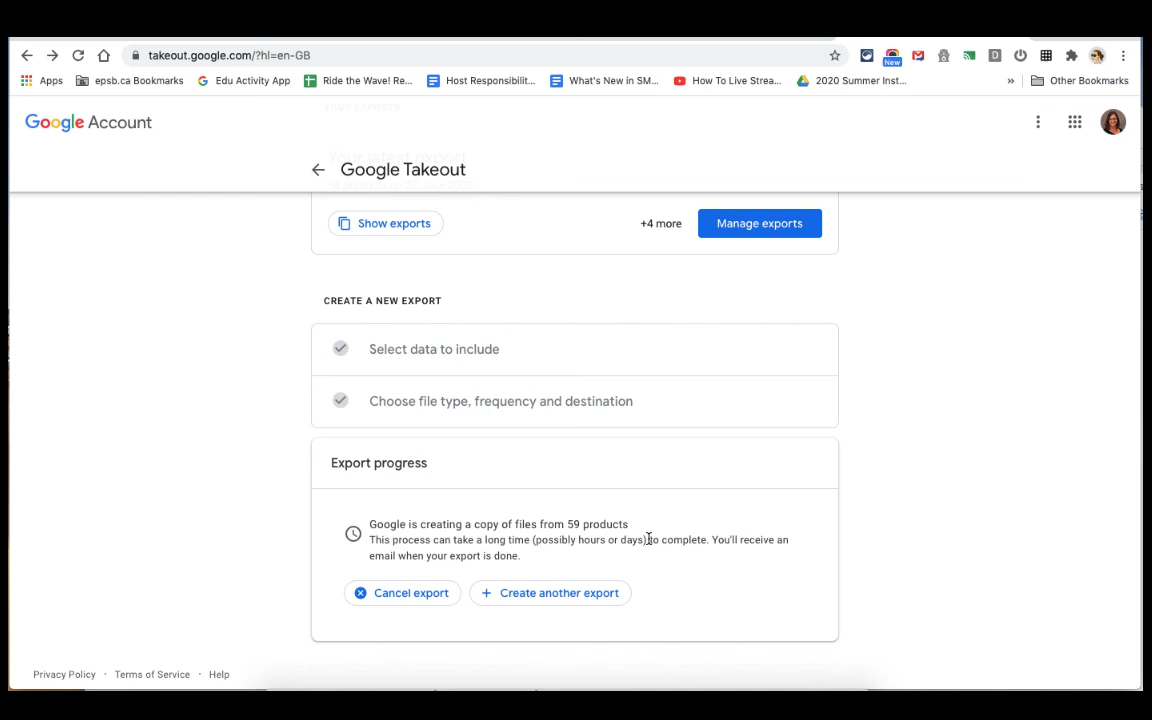 takeout.google.com/?hl=en-GB
New
Apps
epsb.ca Bookmarks
Edu Activity App
Ride the Wave! Re...
Host Responsibilit...
What's New in SM...
How To Live Strea...
2020 Summer Inst...
»
Other Bookmarks
Google Account
Google Takeout
Show exports
+4 more
Manage exports
CREATE A NEW EXPORT
Select data to include
Choose file type, frequency and destination
Export progress
Google is creating a copy of files from 59 products
This process can take a long time (possibly hours or days) to complete. You'll receive an
email when your export is done.
Cancel export
+ Create another export
Privacy Policy · Terms of Service · Help